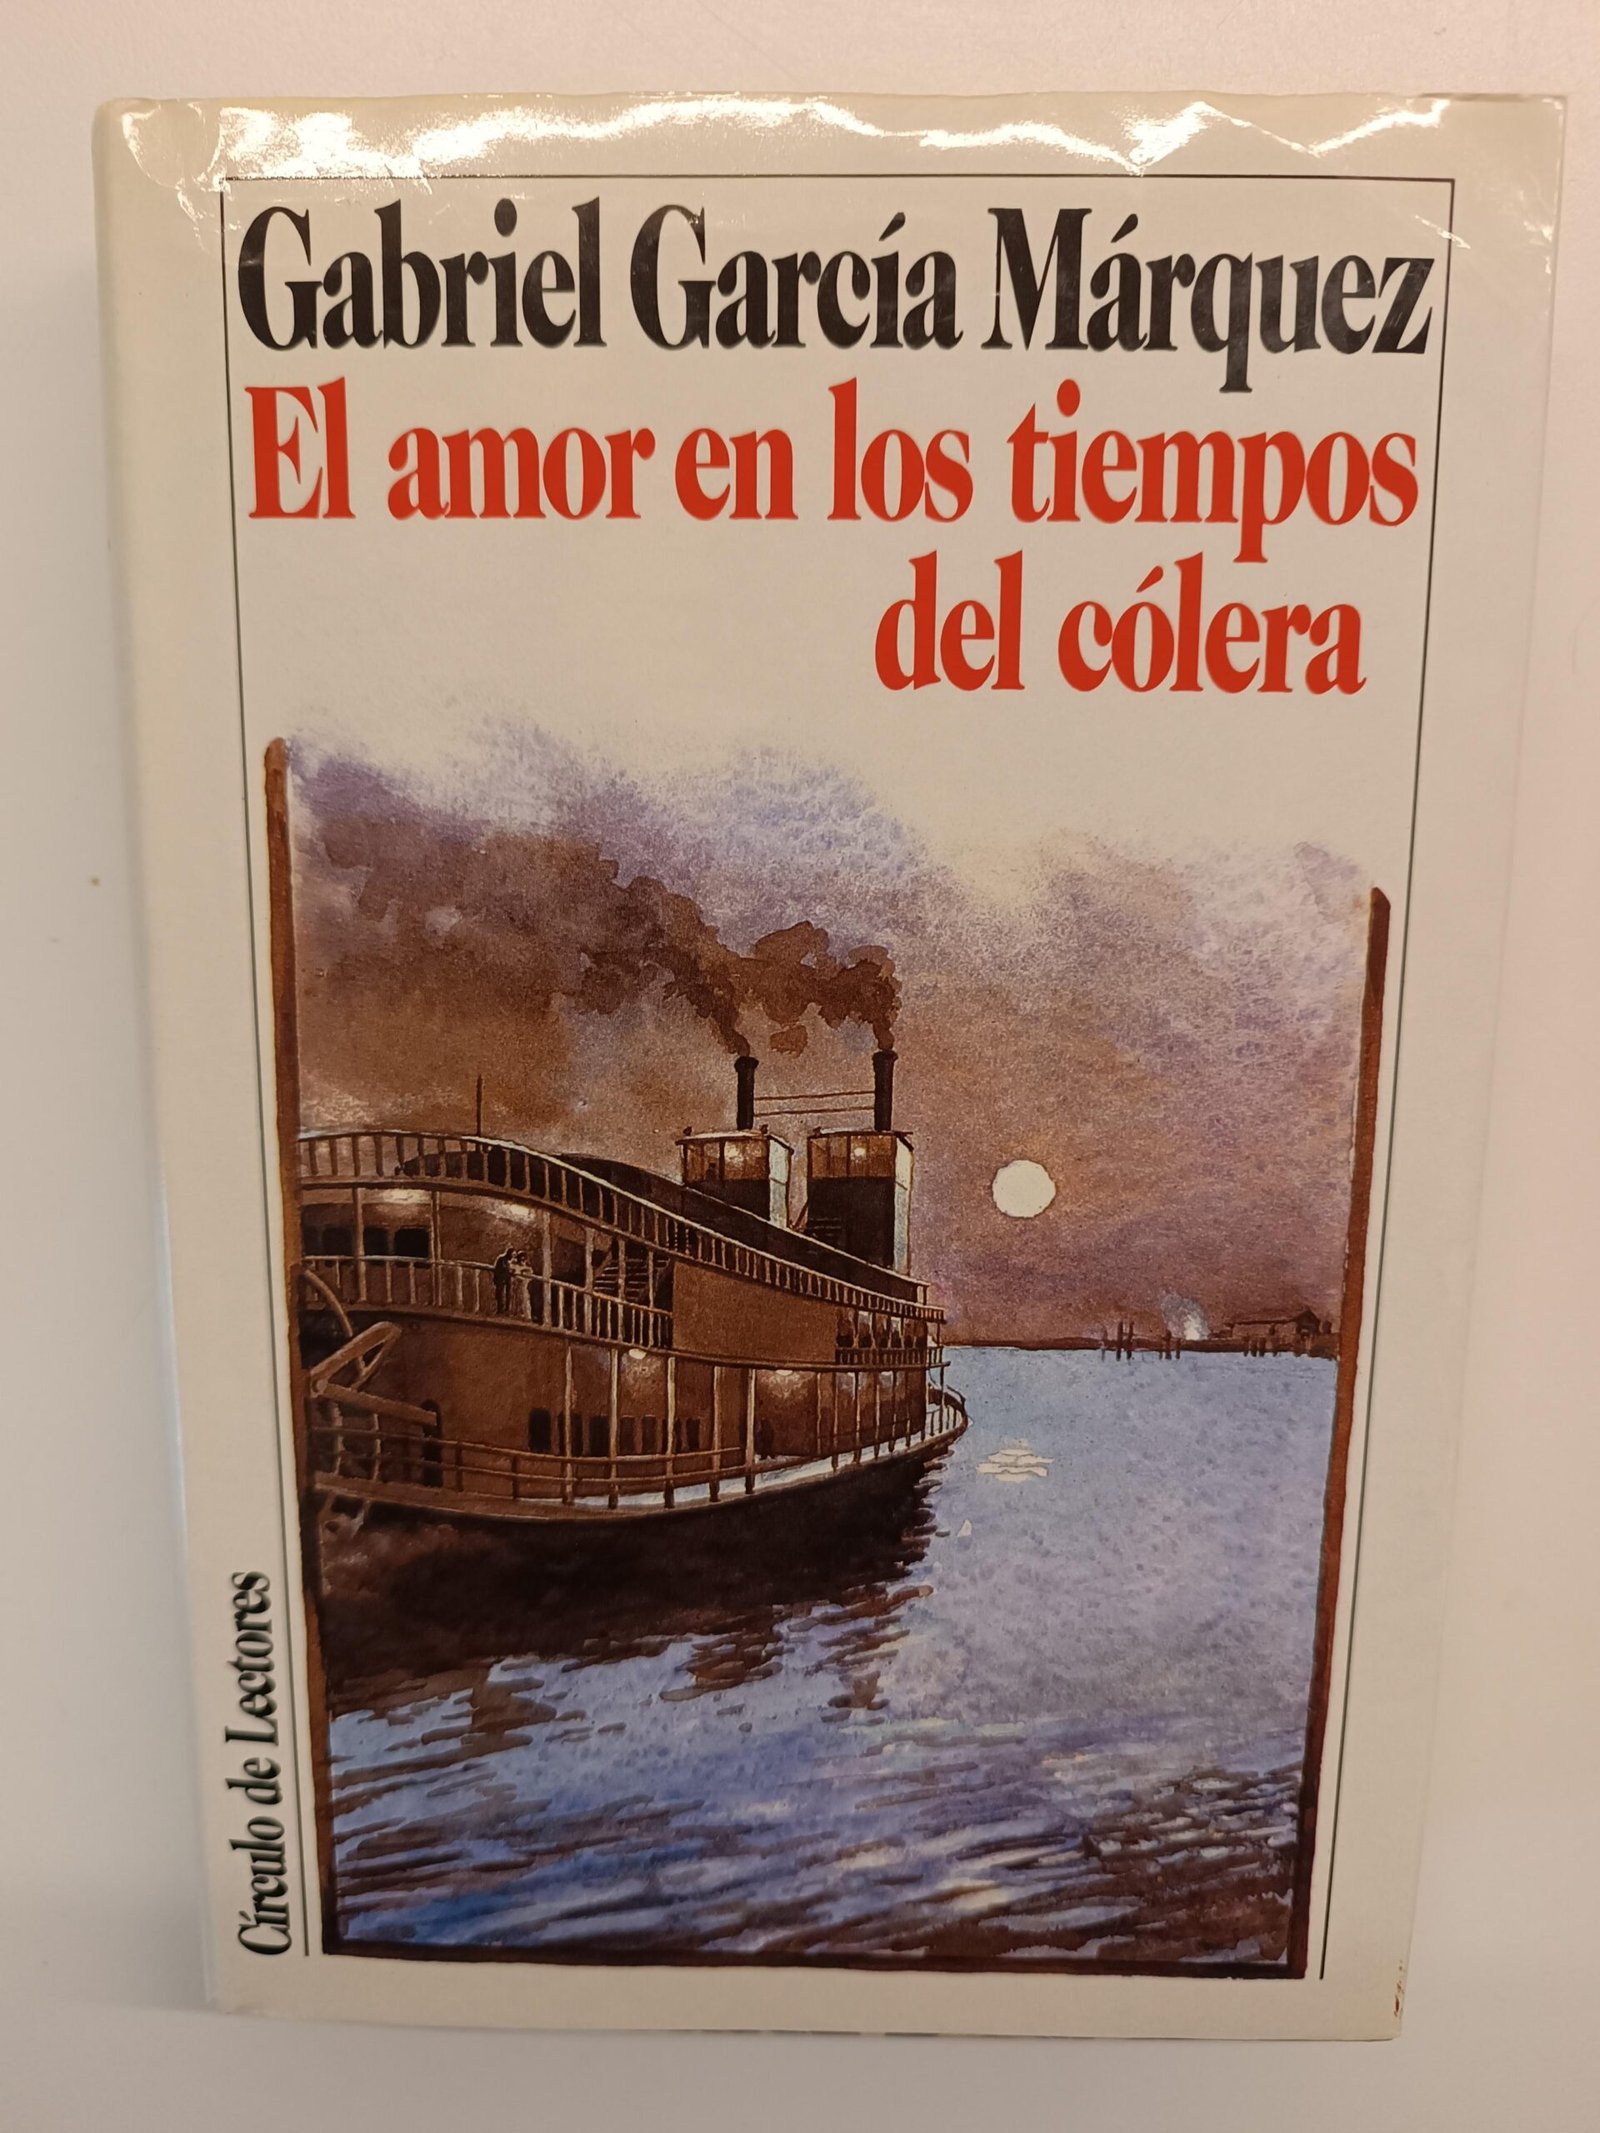 Gabriel García Márquez
El amor en los tiempos
del cólera
Círculo de Lectores